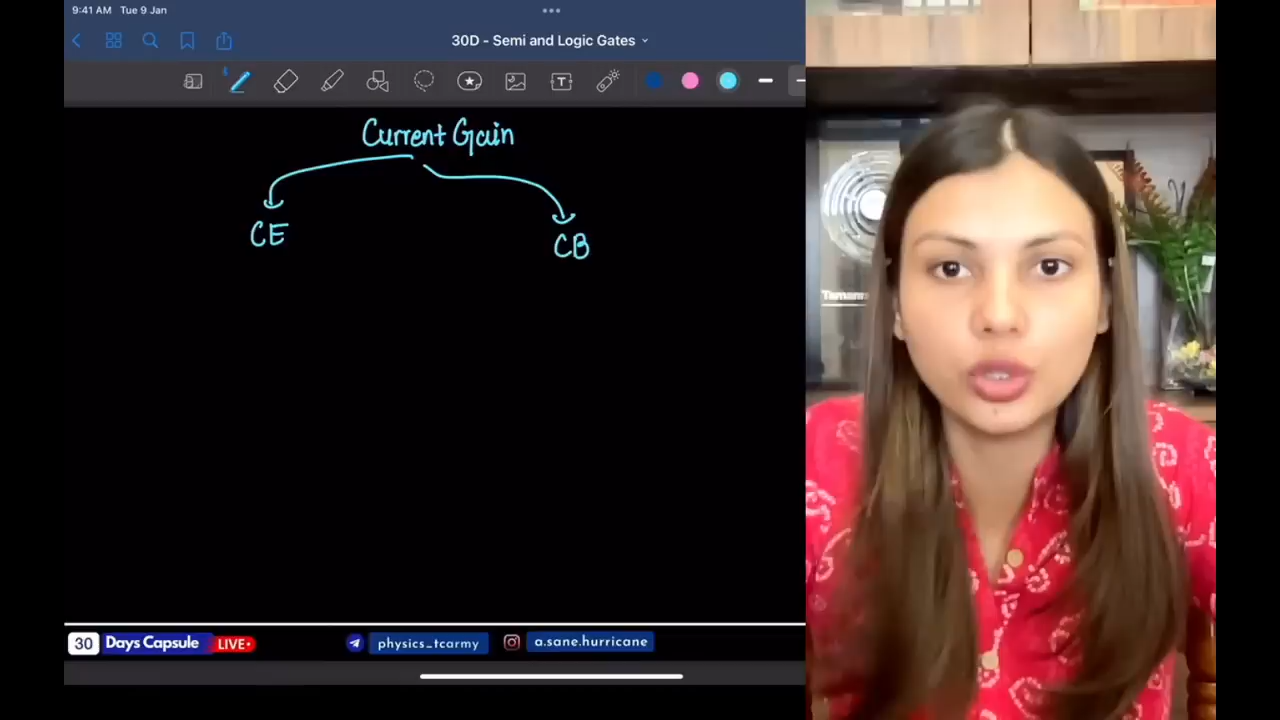 9:41 AM Tue 9 Jan
30D - Semi and Logic Gates
T
Current Gain
CE
CB
30 Days Capsule LIVE
physics_tcarmy
a.sane.hurricane